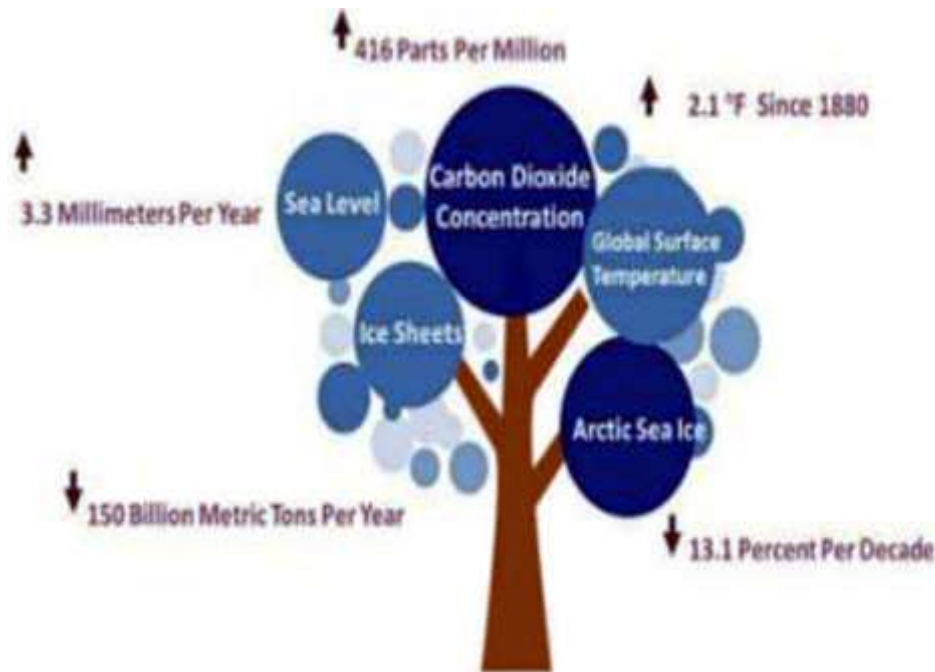 416 Parts Per Million
2.1 °F Since 1880
Carbon Dioxide
Concentration
Sea Level
3.3 Millimeters Per Year
Global Surface
Temperature
Ice Sheets
Arctic Sea Ice
150 Billion Metric Tons Per Year
13.1 Percent Per Decade